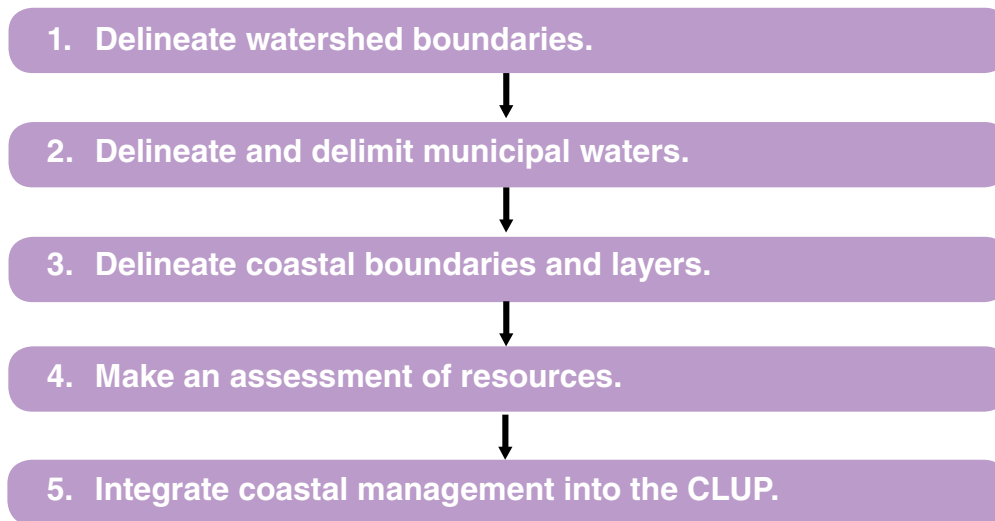 1. Delineate watershed boundaries.
2. Delineate and delimit municipal waters.
3. Delineate coastal boundaries and layers.
4. Make an assessment of resources.
5. Integrate coastal management into the CLUP.